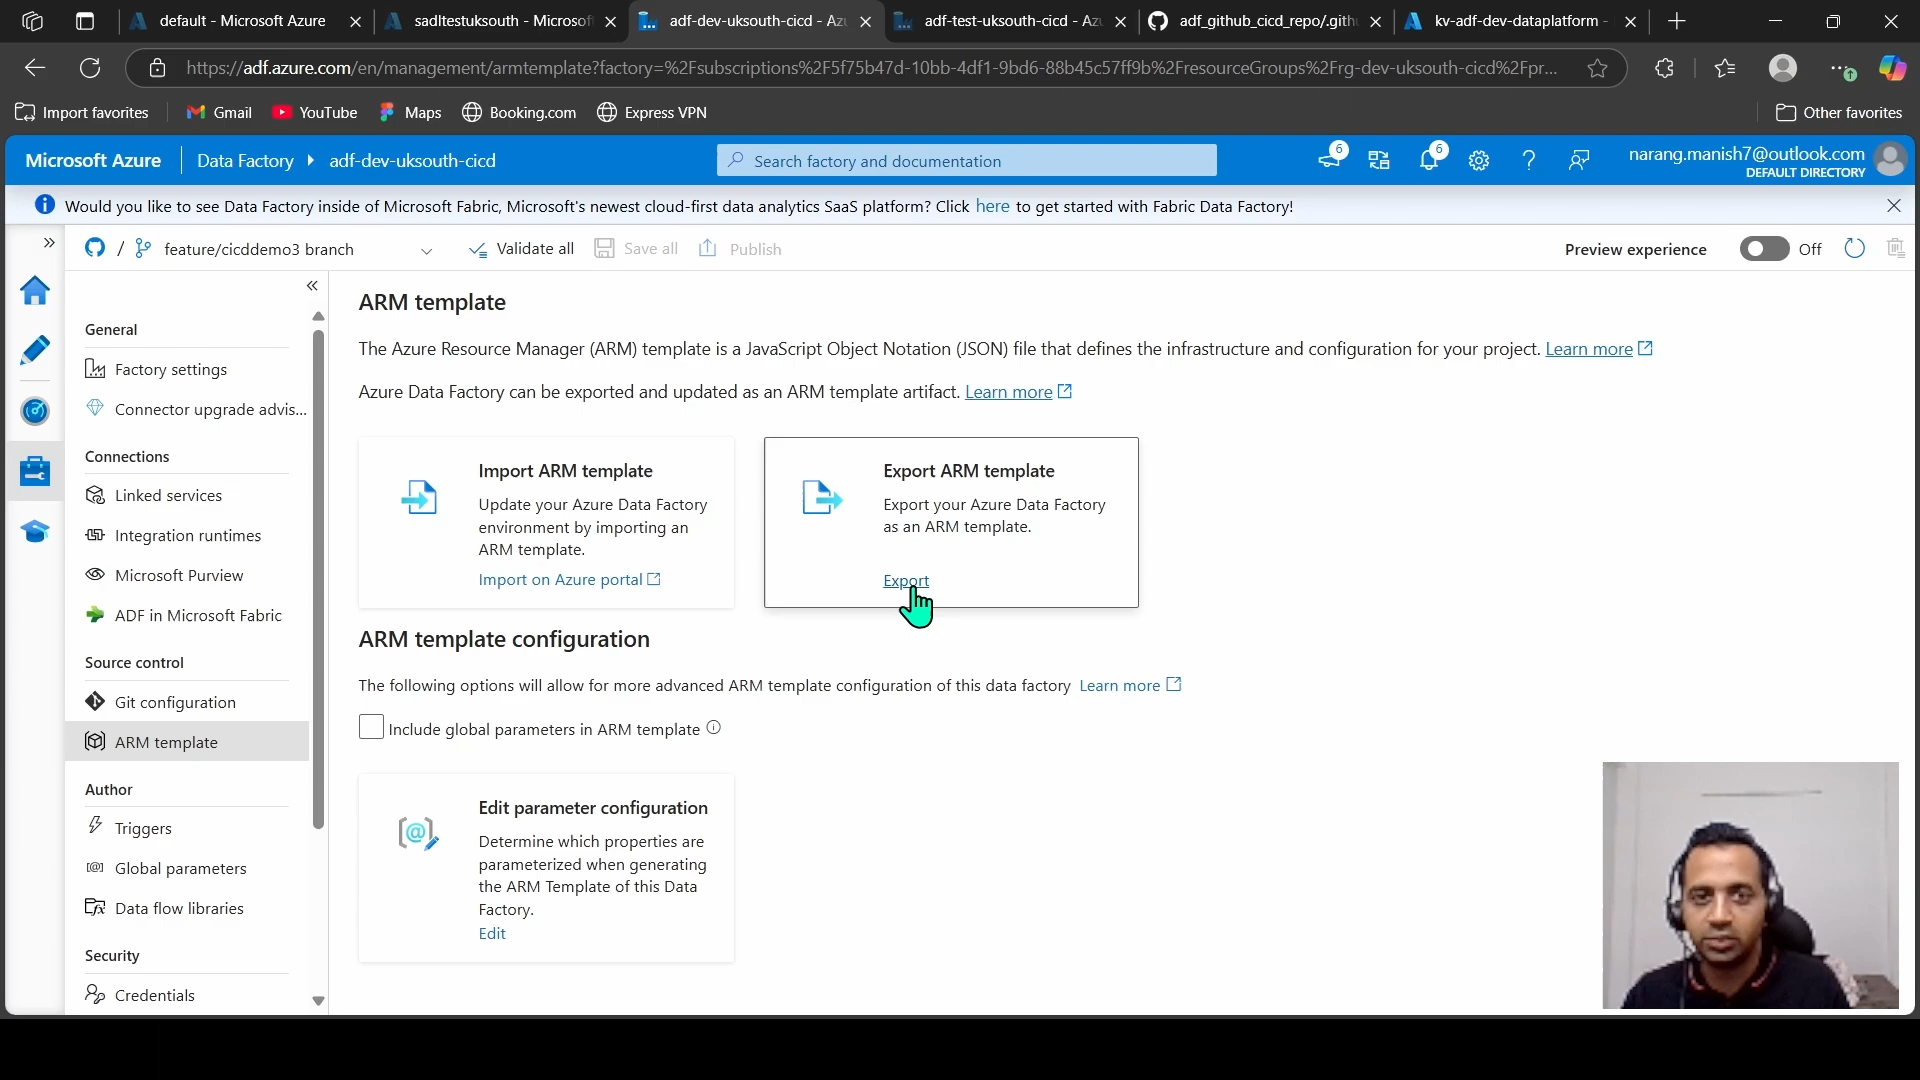 default - Microsoft Azure
sadltestuksouth - Microsof
adf-dev-uksouth-cicd - Az
adf-test-uksouth-cicd - Az
adf_github_cicd_repo/.gith
kv-adf-dev-dataplatform -
https://adf.azure.com/en/management/armtemplate?factory=%2Fsubscriptions%2F5f75b47d-10bb-4df1-9bd6-88b45c57ff9b%2FresourceGroups%2Frg-dev-uksouth-cicd%2Fpr...
Import favorites
Gmail
YouTube
Maps
Booking.com
Express VPN
Other favorites
Microsoft Azure
Data Factory
adf-dev-uksouth-cicd
Search factory and documentation
6
6
narang.manish7@outlook.com
DEFAULT DIRECTORY
Would you like to see Data Factory inside of Microsoft Fabric, Microsoft's newest cloud-first data analytics SaaS platform? Click here to get started with Fabric Data Factory!
/ feature/cicddemo3 branch
Validate all
Save all
Publish
Preview experience
Off
General
Factory settings
Connector upgrade advis...
Connections
Linked services
Integration runtimes
Microsoft Purview
ADF in Microsoft Fabric
Source control
Git configuration
ARM template
Author
Triggers
Global parameters
Data flow libraries
Security
Credentials
ARM template
The Azure Resource Manager (ARM) template is a JavaScript Object Notation (JSON) file that defines the infrastructure and configuration for your project. Learn more
Azure Data Factory can be exported and updated as an ARM template artifact. Learn more
Import ARM template
Update your Azure Data Factory
environment by importing an
ARM template.
Import on Azure portal
Export ARM template
Export your Azure Data Factory
as an ARM template.
Export
ARM template configuration
The following options will allow for more advanced ARM template configuration of this data factory Learn more
Include global parameters in ARM template
Edit parameter configuration
Determine which properties are
parameterized when generating
the ARM Template of this Data
Factory.
Edit